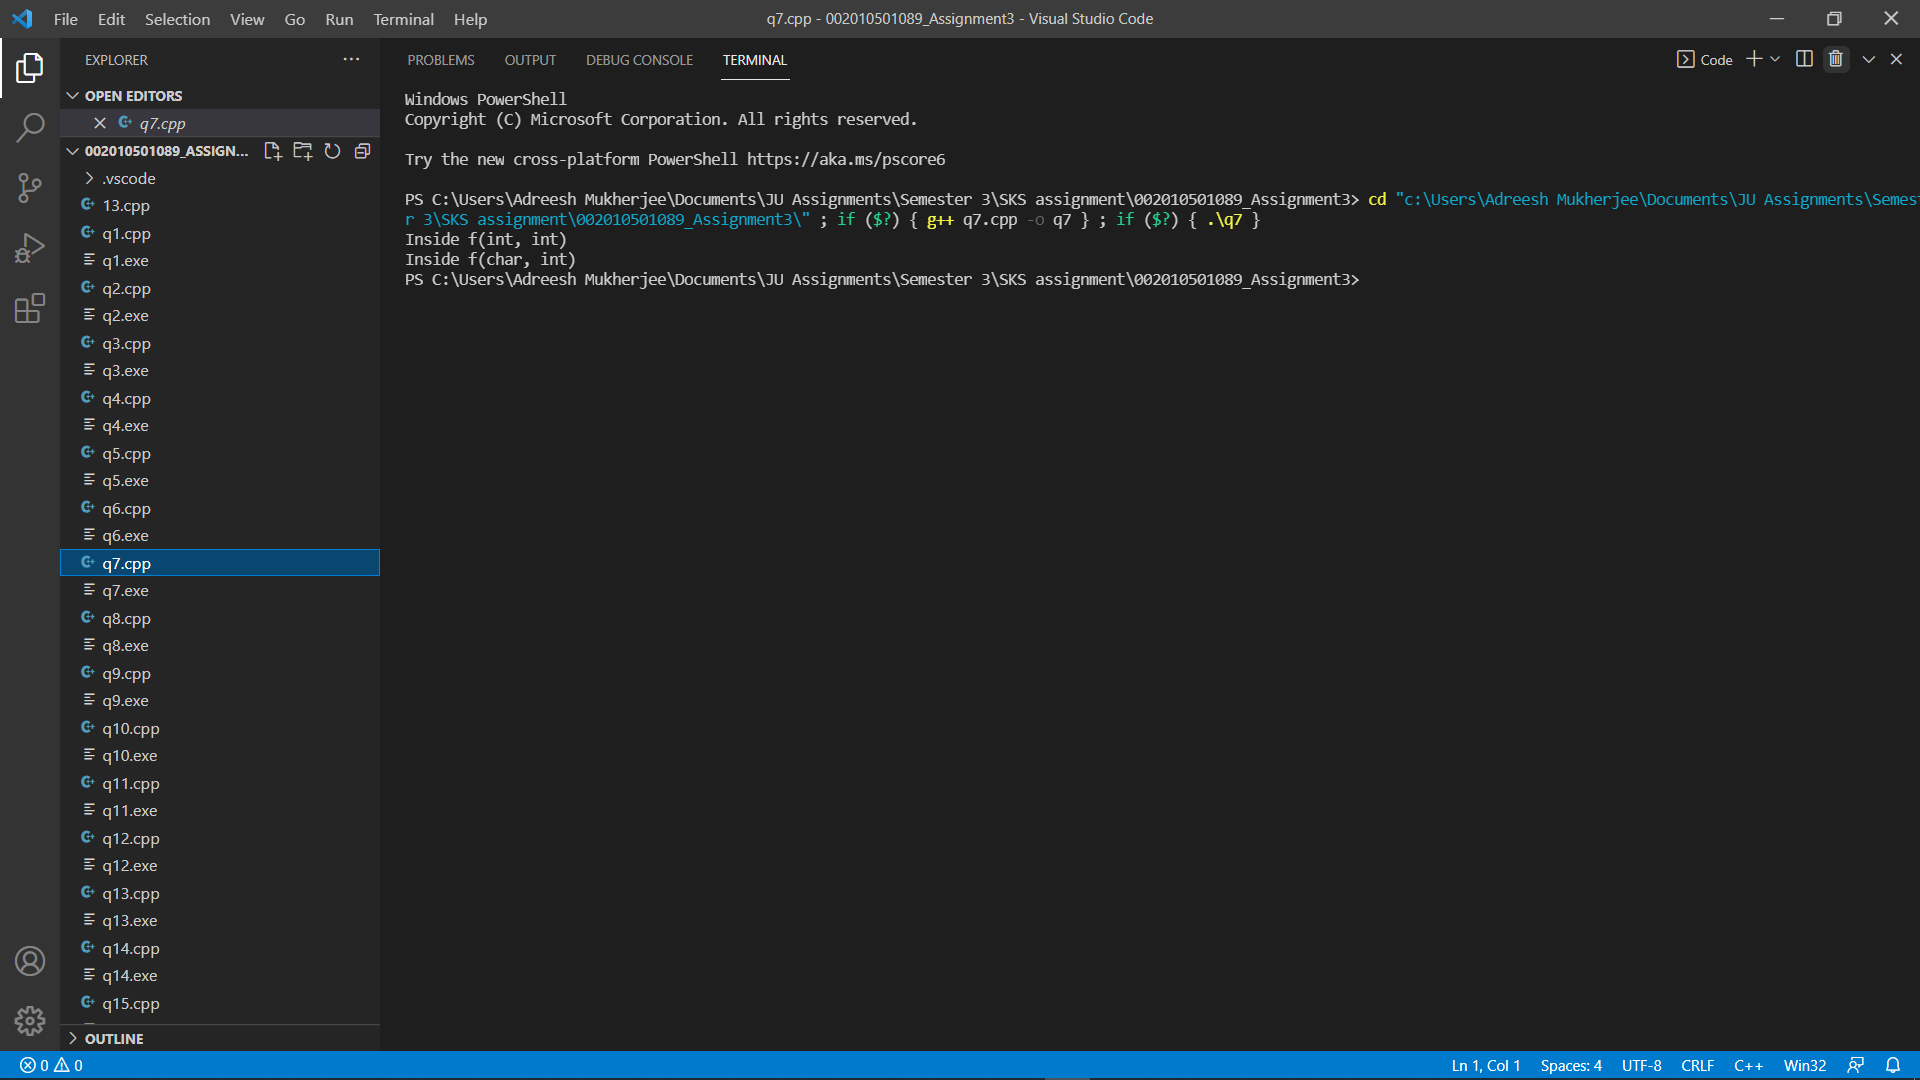 File Edit Selection View Go Run Terminal Help
q7.cpp - 002010501089_Assignment3 - Visual Studio Code
EXPLORER
OPEN EDITORS
q7.cpp
002010501089_ASSIGN...
.vscode
13.cpp
q1.cpp
q1.exe
q2.cpp
q2.exe
q3.cpp
q3.exe
q4.cpp
q4.exe
q5.cpp
q5.exe
q6.cpp
q6.exe
q7.cpp
q7.exe
q8.cpp
q8.exe
q9.cpp
q9.exe
q10.cpp
q10.exe
q11.cpp
q11.exe
q12.cpp
q12.exe
q13.cpp
q13.exe
q14.cpp
q14.exe
q15.cpp
OUTLINE
PROBLEMS OUTPUT DEBUG CONSOLE TERMINAL
Code
Windows PowerShell
Copyright (C) Microsoft Corporation. All rights reserved.
Try the new cross-platform PowerShell https://aka.ms/pscore6
PS C:\Users\Adreesh Mukherjee\Documents\JU Assignments\Semester 3\SKS assignment\002010501089_Assignment3> cd "c:\Users\Adreesh Mukherjee\Documents\JU Assignments\Semest
r 3\SKS assignment\002010501089_Assignment3\" ; if ($?) { g++ q7.cpp -o q7 } ; if ($?) { .\q7 }
Inside f(int, int)
Inside f(char, int)
PS C:\Users\Adreesh Mukherjee\Documents\JU Assignments\Semester 3\SKS assignment\002010501089_Assignment3>
0 0
Ln 1, Col 1 Spaces: 4 UTF-8 CRLF C++ Win32